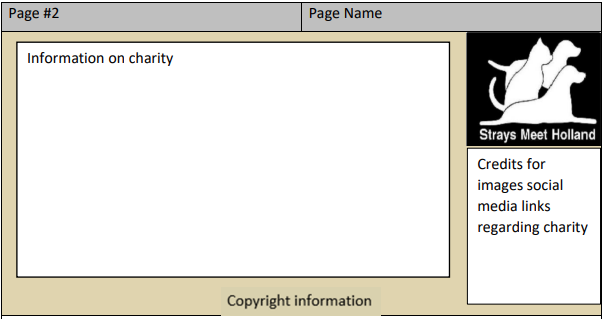 Page #2
Page Name
Information on charity
Strays Meet Holland
Credits for
images social
media links
regarding charity
Copyright information